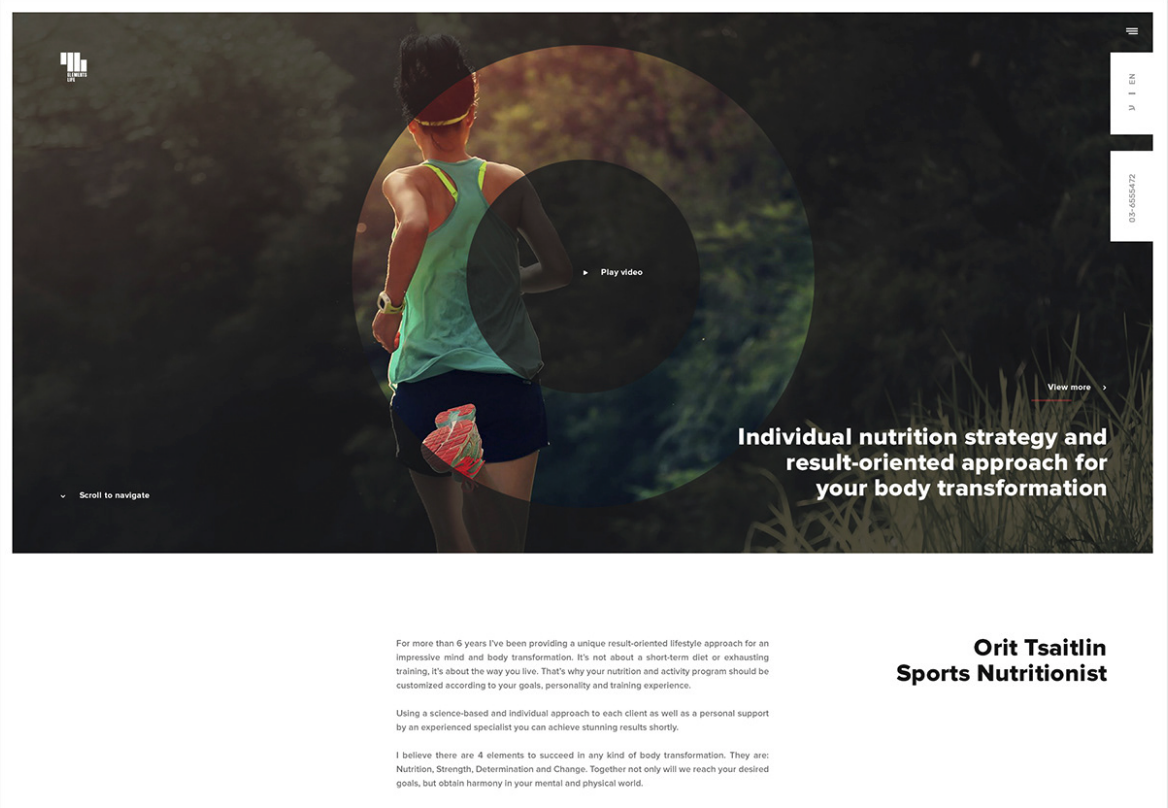 ELEMENTS
LIFE
EN
עב
03-6555472
Play video
View more
Individual nutrition strategy and
result-oriented approach for
your body transformation
Scroll to navigate
For more than 6 years I've been providing a unique result-oriented lifestyle approach for an
impressive mind and body transformation. It's not about a short-term diet or exhausting
training, it's about the way you live. That's why your nutrition and activity program should be
customized according to your goals, personality and training experience.
Using a science-based and individual approach to each client as well as a personal support
by an experienced specialist you can achieve stunning results shortly.
I believe there are 4 elements to succeed in any kind of body transformation. They are:
Nutrition, Strength, Determination and Change. Together not only will we reach your desired
goals, but obtain harmony in your mental and physical world.
Orit Tsaitlin
Sports Nutritionist